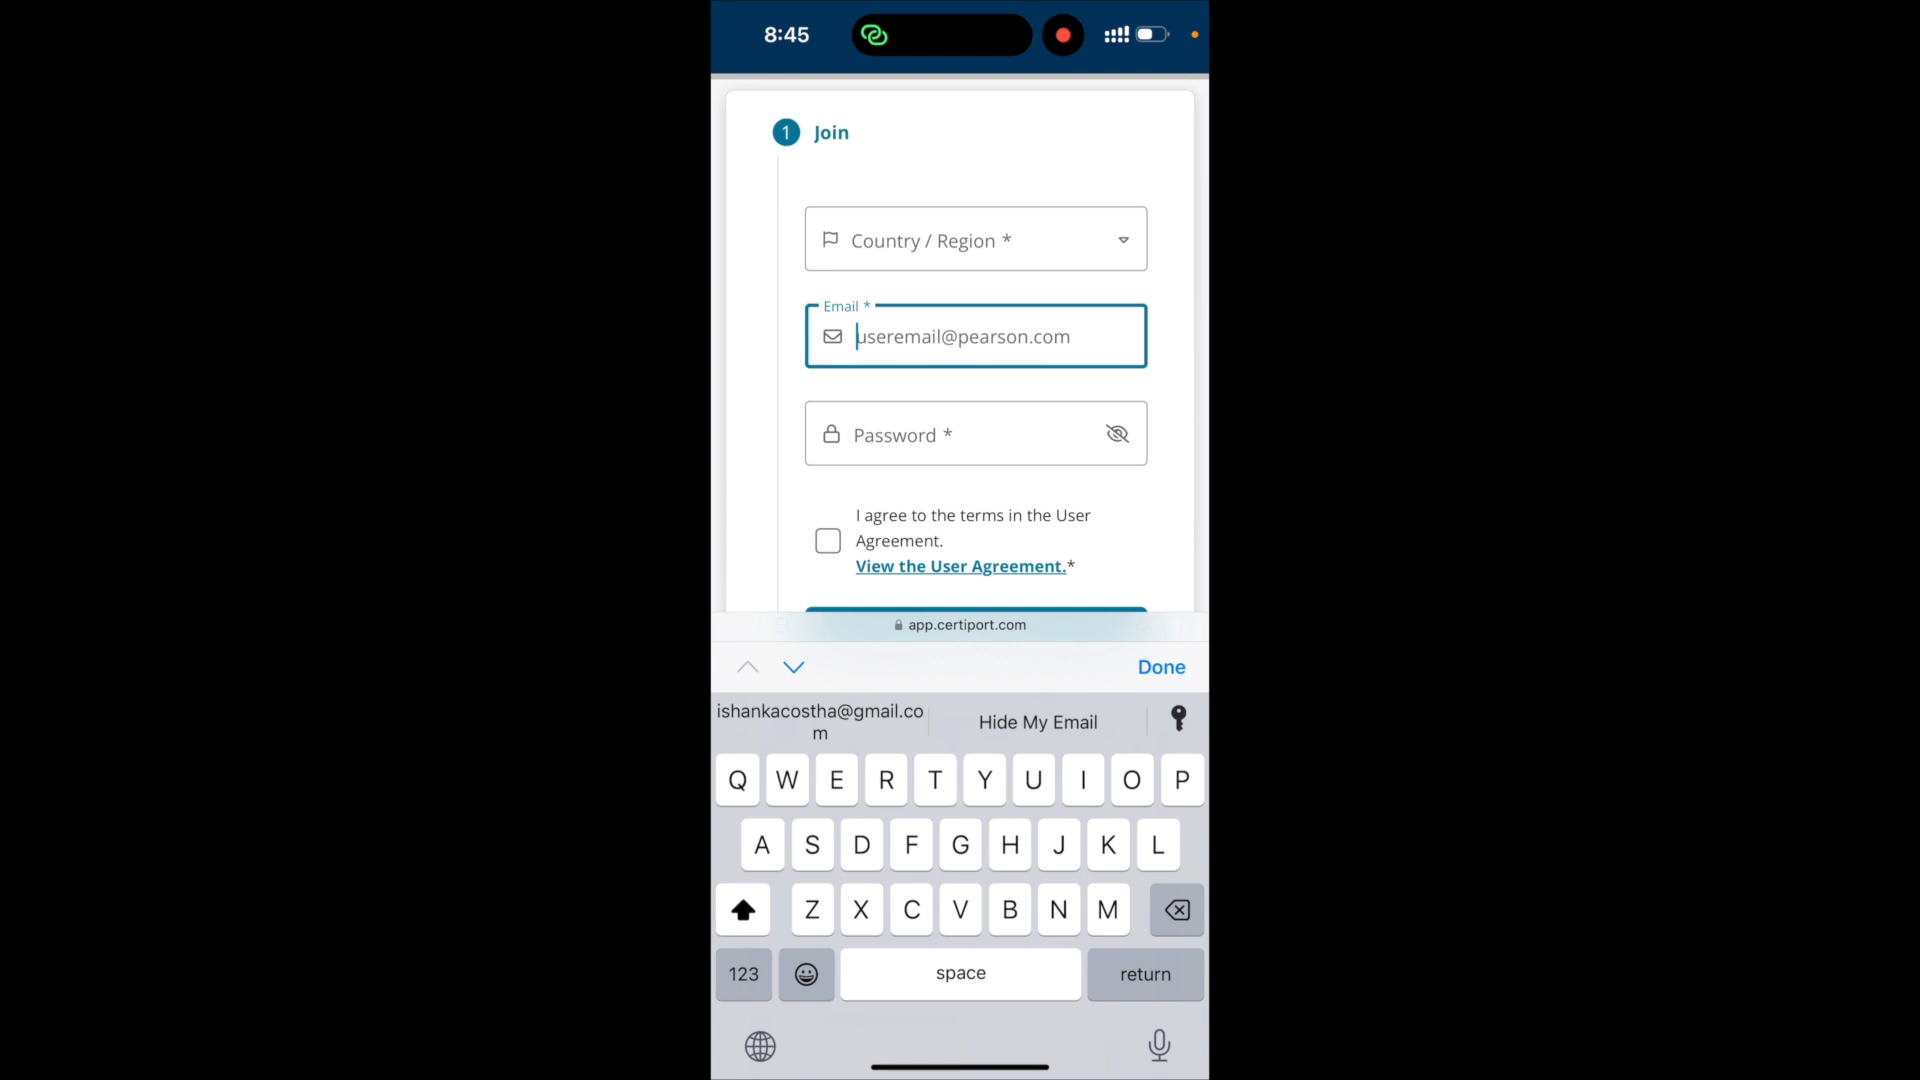 8:45
1 Join
Country / Region *
Email *
useremail@pearson.com
Password *
I agree to the terms in the User
Agreement.
View the User Agreement.*
app.certiport.com
Done
ishankacostha@gmail.co
m
Hide My Email
Q W E R T Y U I O P
A S D F G H J K L
Z X C V B N M
123 space return